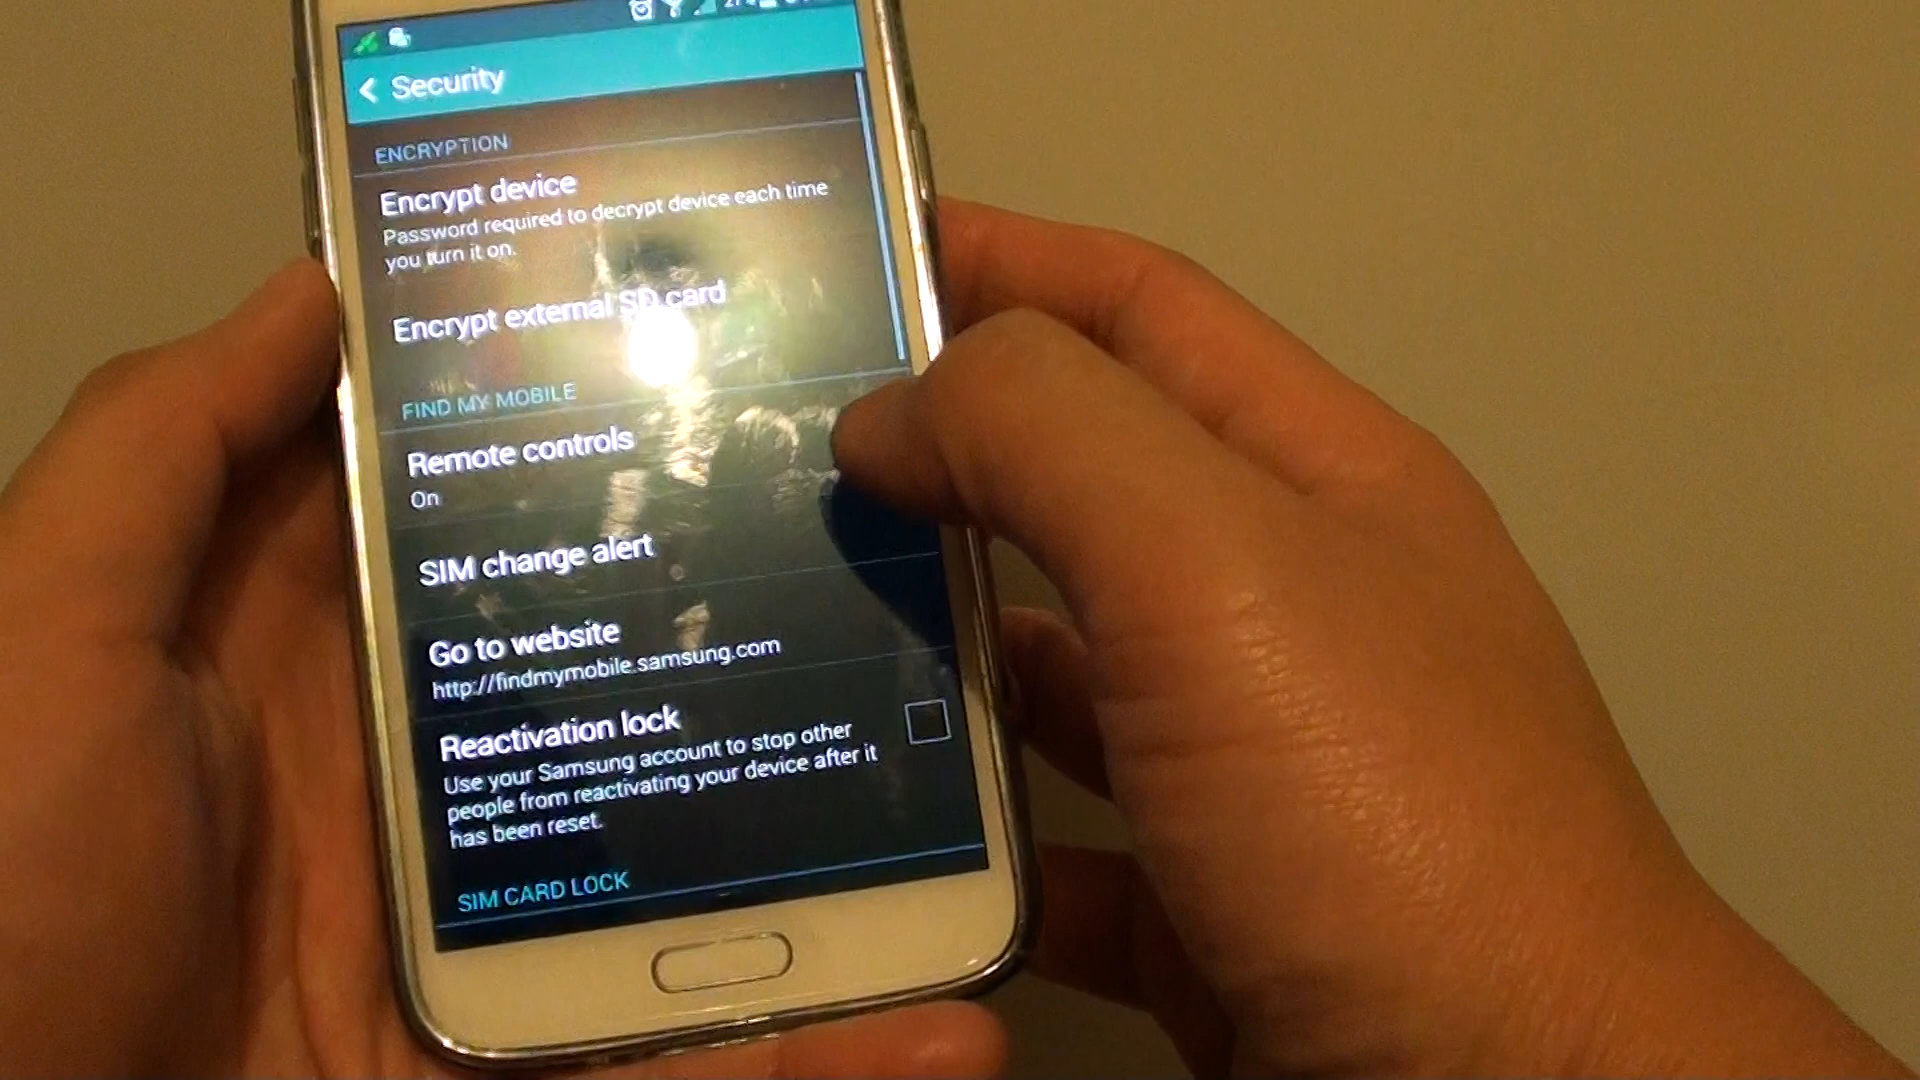 Security
ENCRYPTION
Encrypt device
Password required to decrypt device each time
you turn it on.
Encrypt external SD card
FIND MY MOBILE
Remote controls
On
SIM change alert
Go to website
http://findmymobile.samsung.com
Reactivation lock
Use your Samsung account to stop other
people from reactivating your device after it
has been reset.
SIM CARD LOCK